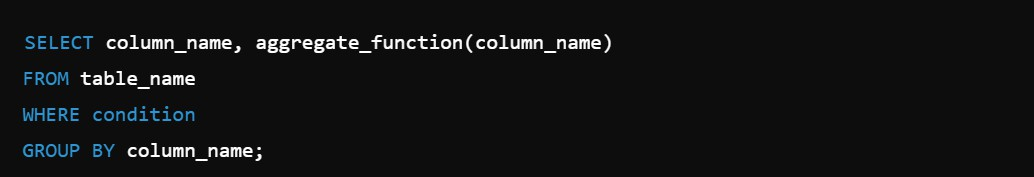 SELECT column_name, aggregate_function(column_name)
FROM table_name
WHERE condition
GROUP BY column_name;